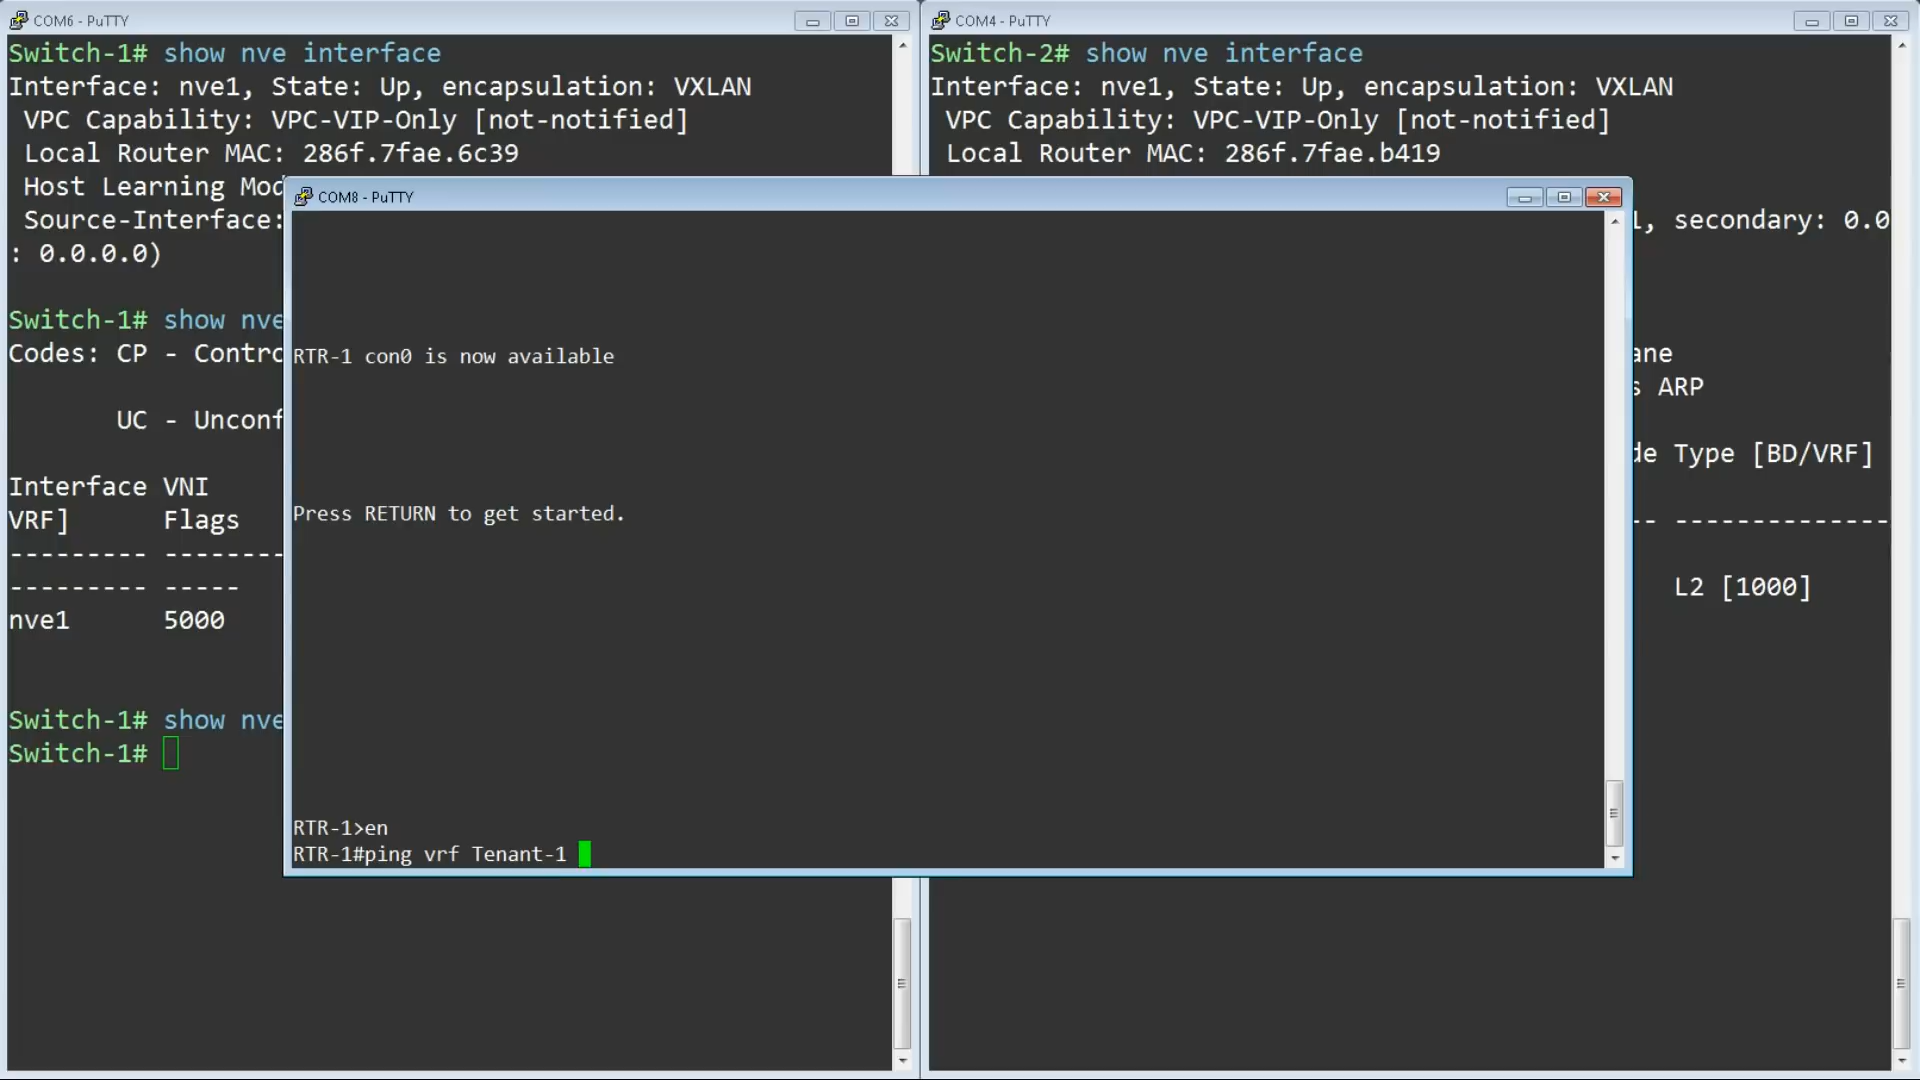 COM6 - PuTTY
Switch-1# show nve interface
Interface: nve1, State: Up, encapsulation: VXLAN
VPC Capability: VPC-VIP-Only [not-notified]
Local Router MAC: 286f.7fae.6c39
Host Learning Mod
Source-Interface:
: 0.0.0.0)
Switch-1# show nve
Codes: CP - Contro
UC - Unconf
Interface VNI
VRF] Flags
--------- --------
--------- -----
nve1 5000
Switch-1# show nve
Switch-1#
COM4 - PuTTY
Switch-2# show nve interface
Interface: nve1, State: Up, encapsulation: VXLAN
VPC Capability: VPC-VIP-Only [not-notified]
Local Router MAC: 286f.7fae.b419
, secondary: 0.0
ane
ARP
de Type [BD/VRF]
-- --------------
L2 [1000]
COM8 - PuTTY
RTR-1 con0 is now available
Press RETURN to get started.
RTR-1>en
RTR-1#ping vrf Tenant-1